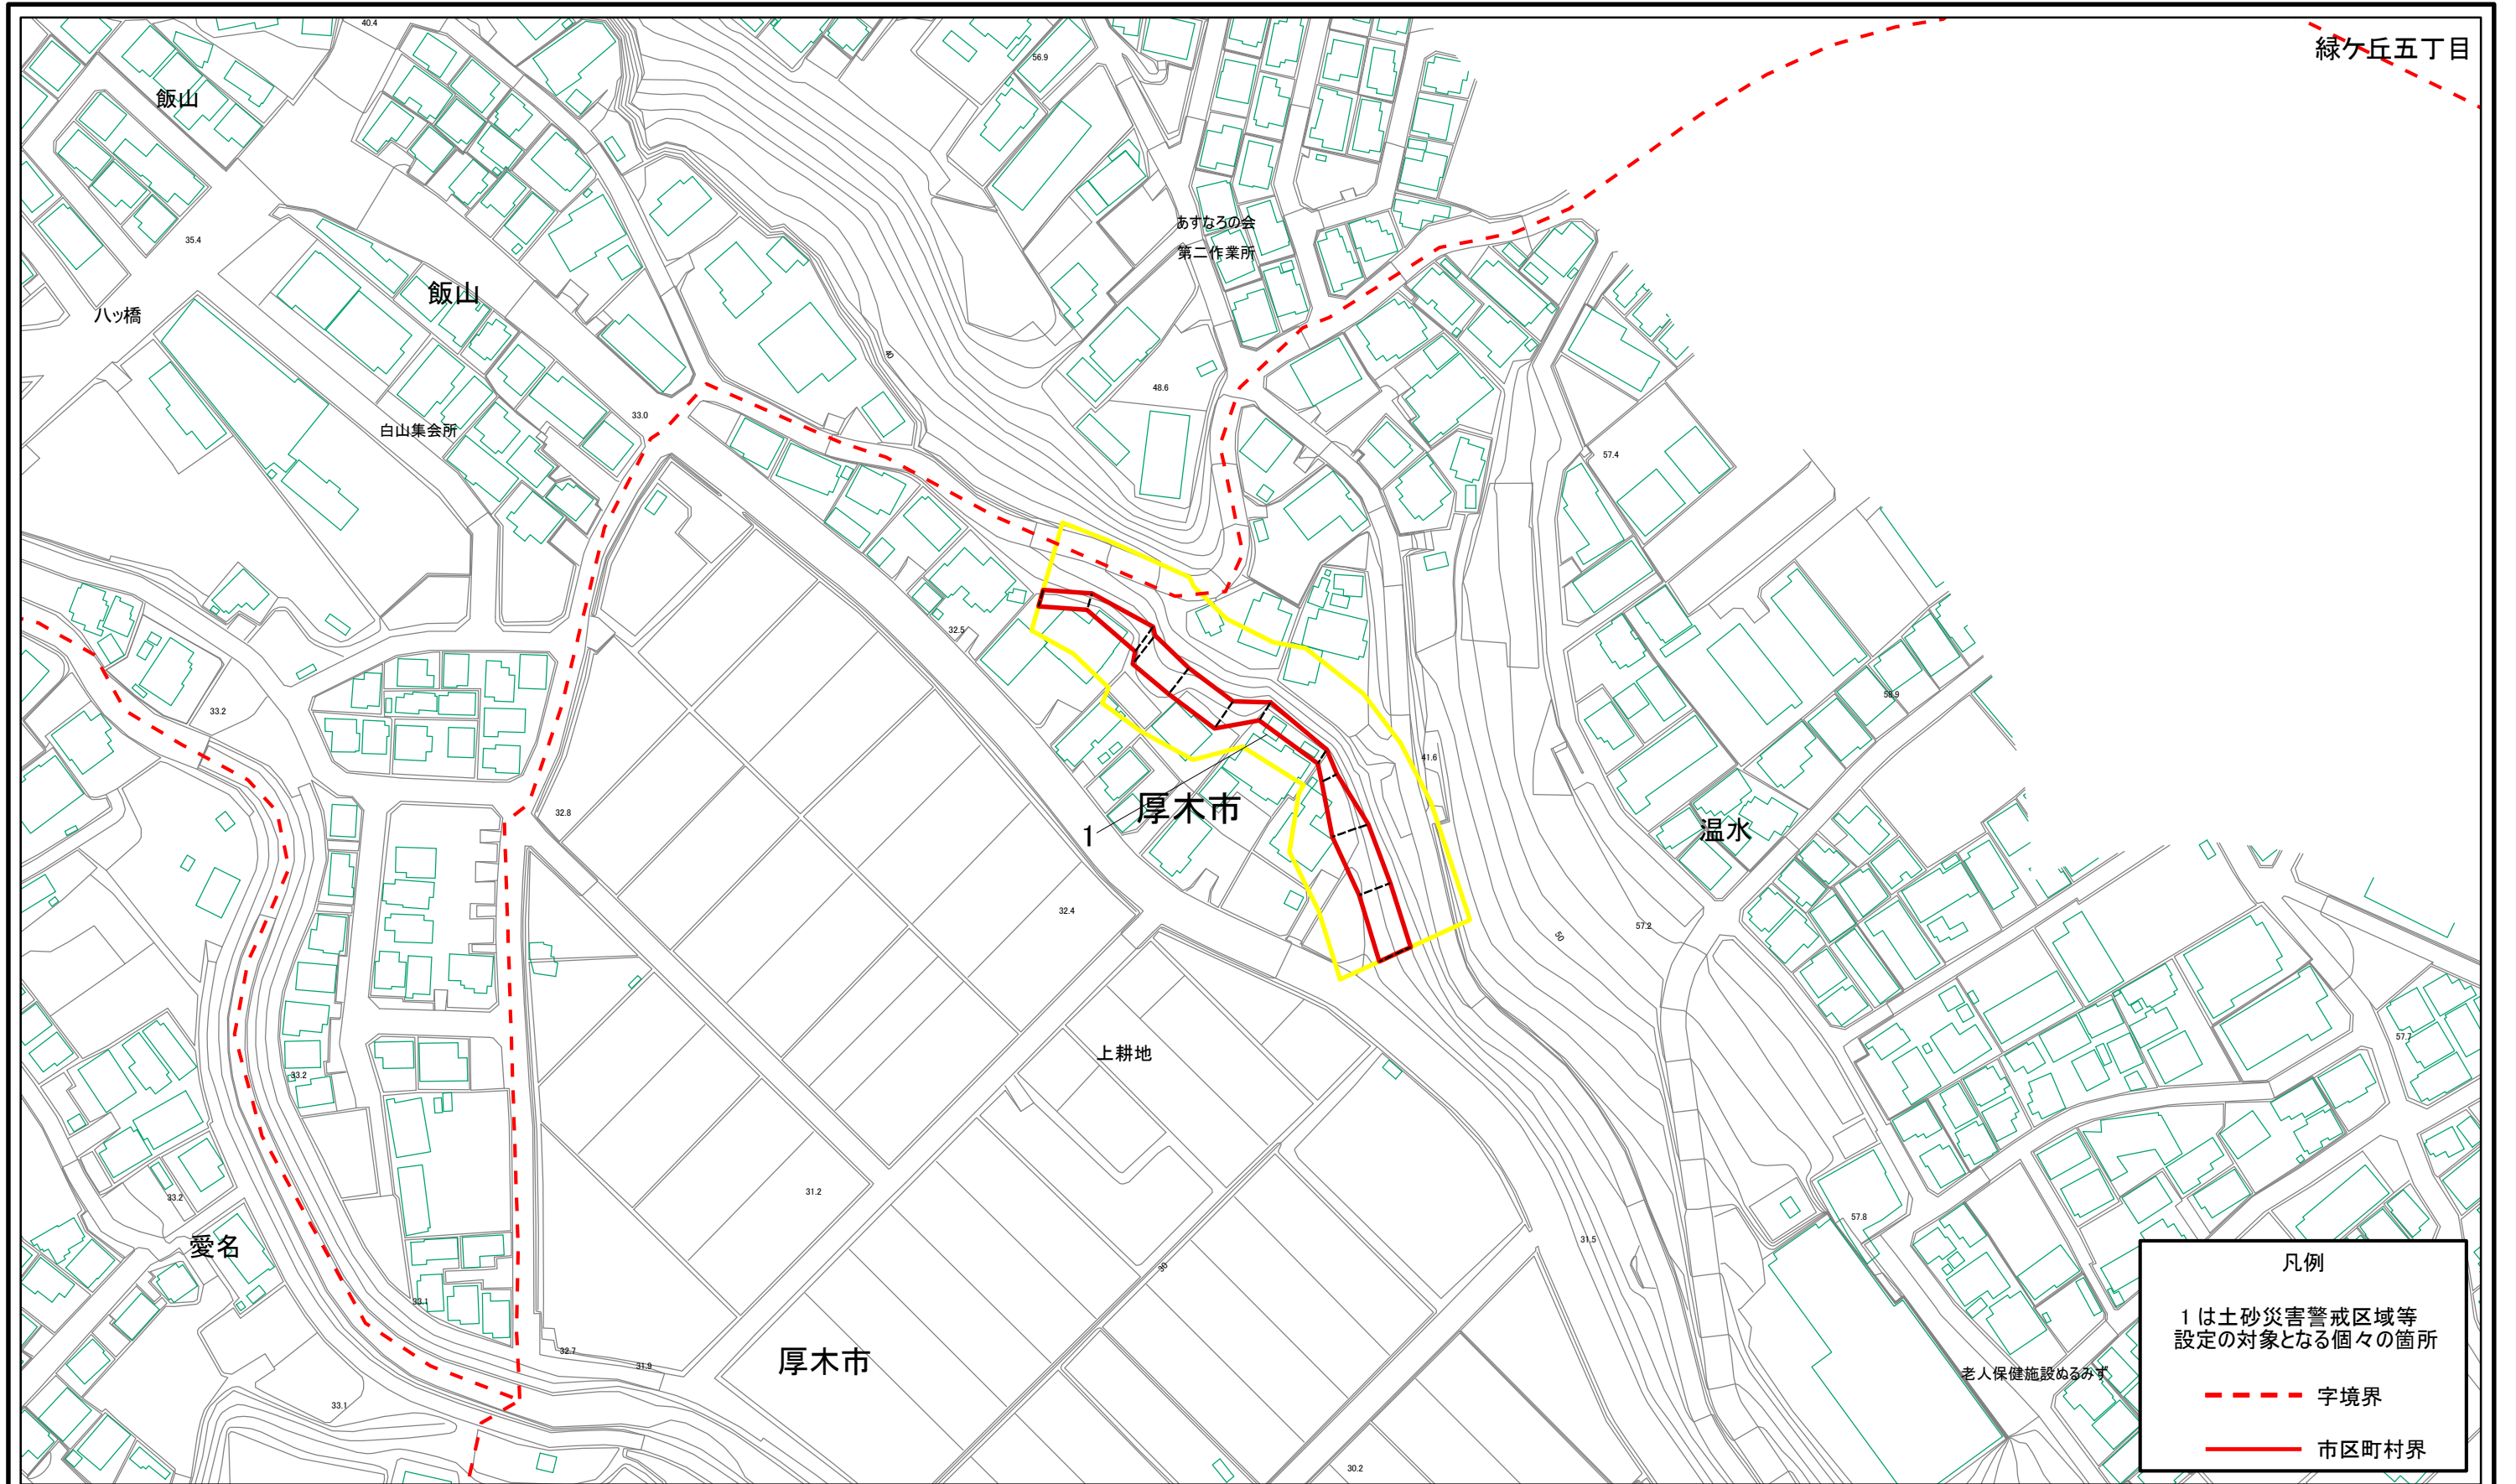 緑ケ丘五丁目
40.4
56.9
飯山
あすなろの会
第二作業所
35.4
飯山
八ッ橋
40
48.6
33.0
白山集会所
57.4
32.5
58.9
33.2
41.6
32.8
厚木市
1
温水
32.4
57.2
50
57.7
上耕地
33.2
31.2
33.2
57.8
31.5
愛名
30
33.1
32.7
31.9
厚木市
33.1
30.2
老人保健施設ぬるみず
凡例
1は土砂災害警戒区域等
設定の対象となる個々の箇所
字境界
市区町村界